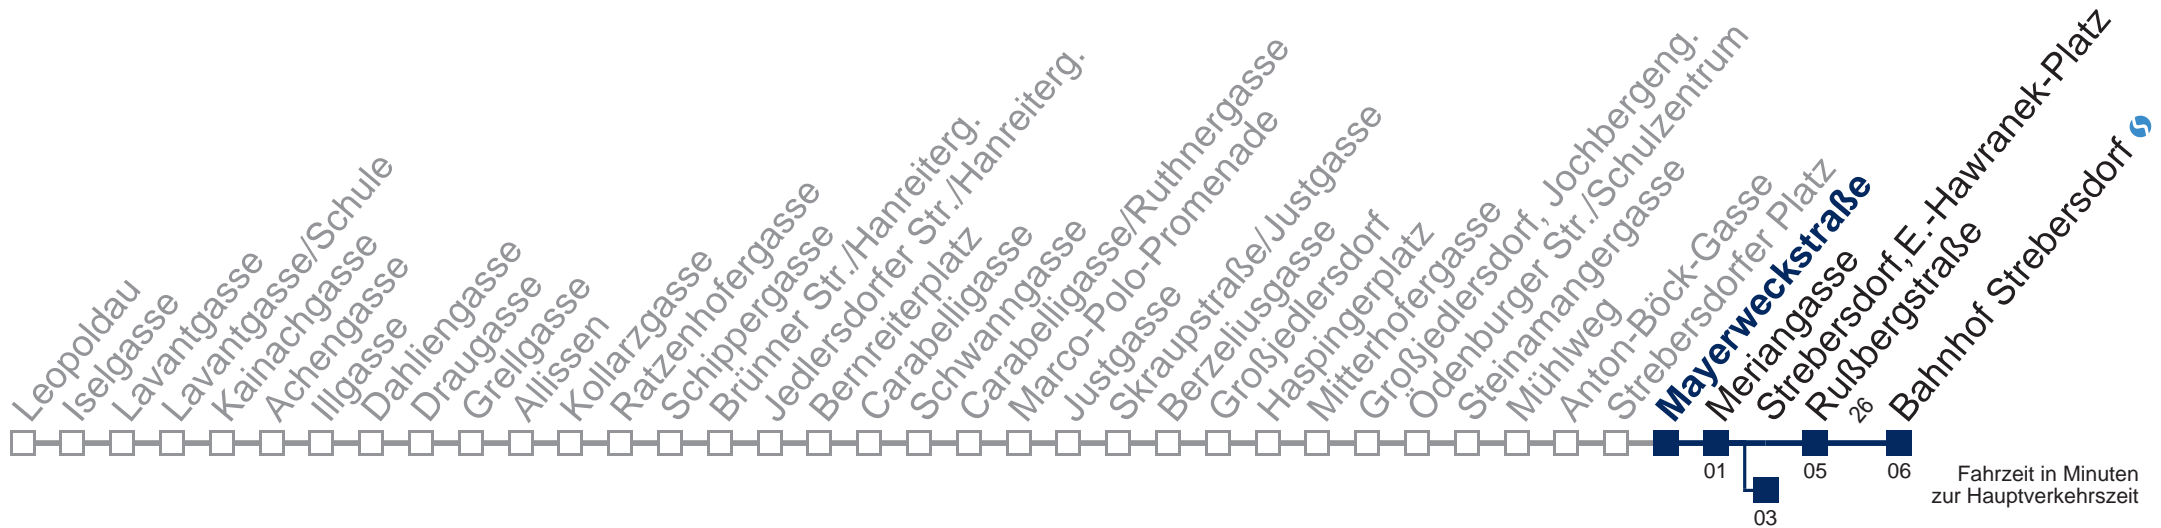 Leopoldau
Iselgasse
Lavantgasse
Lavantgasse/Schule
Kainachgasse
Achengasse
Illgasse
Dahliengasse
Draugasse
Grellgasse
Allissen
Kollarzgasse
Ratzenhofergasse
Schippergasse
Brünner Str./Hanreiterg.
Jedlersdorfer Str./Hanreiterg.
Bernreiterplatz
Carabelligasse
Schwanngasse
Carabelligasse/Ruthnergasse
Marco-Polo-Promenade
Justgasse
Skraupstraße/Justgasse
Berzeliusgasse
Großjedlersdorf
Haspingerplatz
Mitterhofergasse
Großjedlersdorf, Jochbergeng.
Ödenburger Str./Schulzentrum
Steinamangergasse
Mühlweg
Anton-Böck-Gasse
Strebersdorfer Platz
Mayerweckstraße
Meriangasse
Strebersdorf,E.-Hawranek-Platz
Rußbergstraße
26
Bahnhof Strebersdorf
01
05
06
03
Fahrzeit in Minuten
zur Hauptverkehrszeit